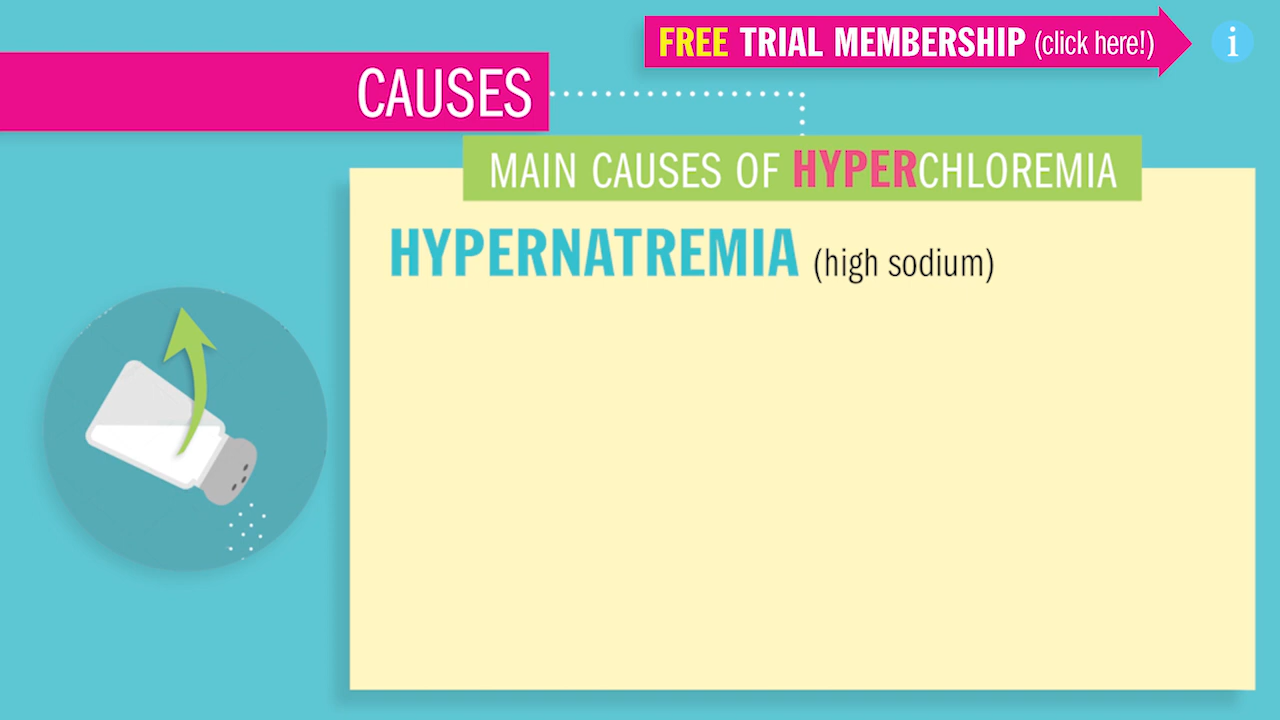 FREE TRIAL MEMBERSHIP (click here!)
i
CAUSES
MAIN CAUSES OF HYPERCHLOREMIA
HYPERNATREMIA (high sodium)